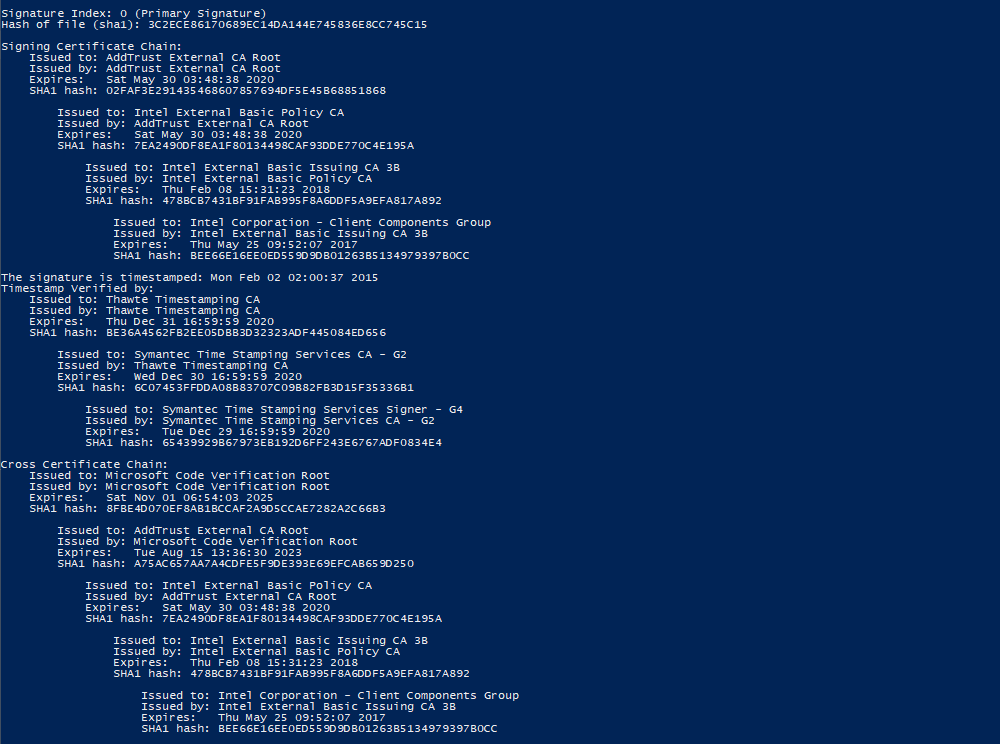 Signature Index: 0 (Primary Signature)
Hash of file (sha1): 3C2ECE86170689EC14DA144E745836E8CC745C15
Signing Certificate Chain:
Issued to: AddTrust External CA Root
Issued by: AddTrust External CA Root
Expires: Sat May 30 03:48:38 2020
SHA1 hash: 02FAF3E291435468607857694DF5E45B68851868
Issued to: Intel External Basic Policy CA
Issued by: AddTrust External CA Root
Expires: Sat May 30 03:48:38 2020
SHA1 hash: 7EA2490DF8EA1F80134498CAF93DDE770C4E195A
Issued to: Intel External Basic Issuing CA 3B
Issued by: Intel External Basic Policy CA
Expires: Thu Feb 08 15:31:23 2018
SHA1 hash: 478BCB7431BF91FAB995F8A6DDF5A9EFA817A892
Issued to: Intel Corporation - Client Components Group
Issued by: Intel External Basic Issuing CA 3B
Expires: Thu May 25 09:52:07 2017
SHA1 hash: BEE66E16EE0ED559D9DB01263B5134979397B0CC
The signature is timestamped: Mon Feb 02 02:00:37 2015
Timestamp Verified by:
Issued to: Thawte Timestamping CA
Issued by: Thawte Timestamping CA
Expires: Thu Dec 31 16:59:59 2020
SHA1 hash: BE36A4562FB2EE05DBB3D32323ADF445084ED656
Issued to: Symantec Time Stamping Services CA - G2
Issued by: Thawte Timestamping CA
Expires: Wed Dec 30 16:59:59 2020
SHA1 hash: 6C07453FFDDA08B83707C09B82FB3D15F35336B1
Issued to: Symantec Time Stamping Services Signer - G4
Issued by: Symantec Time Stamping Services CA - G2
Expires: Tue Dec 29 16:59:59 2020
SHA1 hash: 65439929B67973EB192D6FF243E6767ADF0834E4
Cross Certificate Chain:
Issued to: Microsoft Code Verification Root
Issued by: Microsoft Code Verification Root
Expires: Sat Nov 01 06:54:03 2025
SHA1 hash: 8FBE4D070EF8AB1BCCAF2A9D5CCAE7282A2C66B3
Issued to: AddTrust External CA Root
Issued by: Microsoft Code Verification Root
Expires: Tue Aug 15 13:36:30 2023
SHA1 hash: A75AC657AA7A4CDFE5F9DE393E69EFCAB659D250
Issued to: Intel External Basic Policy CA
Issued by: AddTrust External CA Root
Expires: Sat May 30 03:48:38 2020
SHA1 hash: 7EA2490DF8EA1F80134498CAF93DDE770C4E195A
Issued to: Intel External Basic Issuing CA 3B
Issued by: Intel External Basic Policy CA
Expires: Thu Feb 08 15:31:23 2018
SHA1 hash: 478BCB7431BF91FAB995F8A6DDF5A9EFA817A892
Issued to: Intel Corporation - Client Components Group
Issued by: Intel External Basic Issuing CA 3B
Expires: Thu May 25 09:52:07 2017
SHA1 hash: BEE66E16EE0ED559D9DB01263B5134979397B0CC